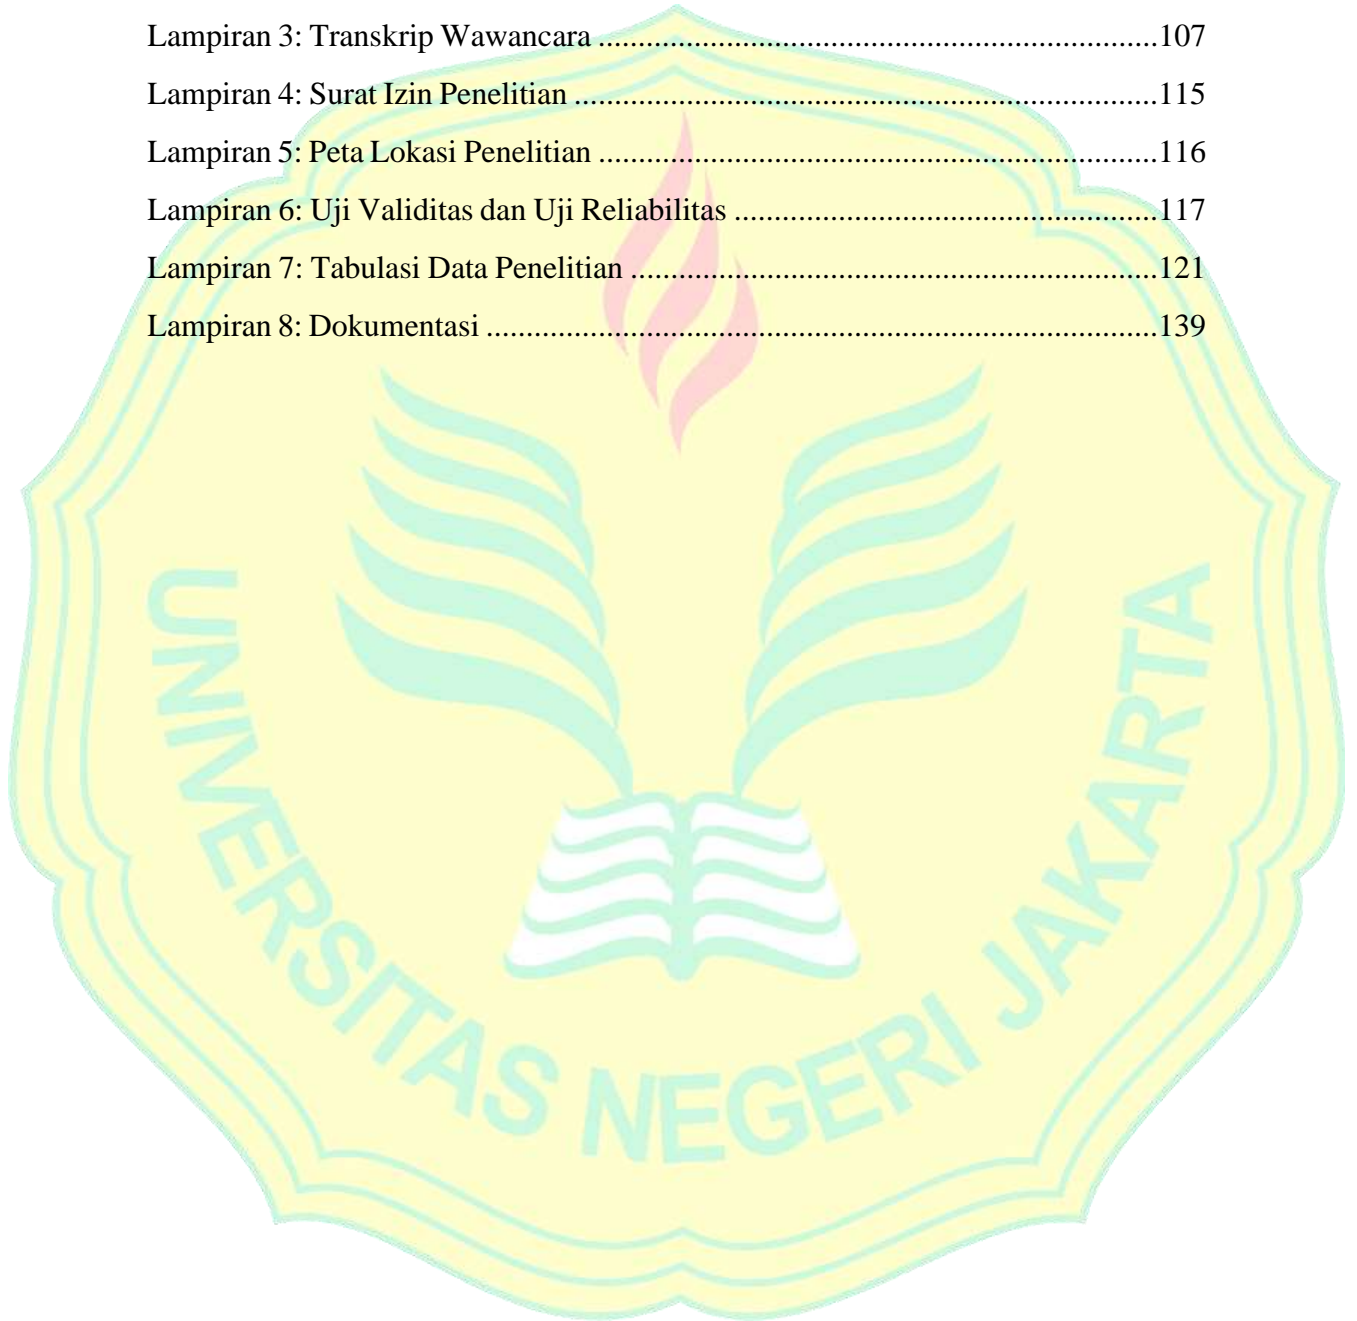 Lampiran 3: Transkrip Wawancara ........................................................................107
Lampiran 4: Surat Izin Penelitian ...........................................................................115
Lampiran 5: Peta Lokasi Penelitian ........................................................................116
Lampiran 6: Uji Validitas dan Uji Reliabilitas ......................................................117
Lampiran 7: Tabulasi Data Penelitian ...................................................................121
Lampiran 8: Dokumentasi ......................................................................................139
UNIVERSITAS NEGERI JAKARTA